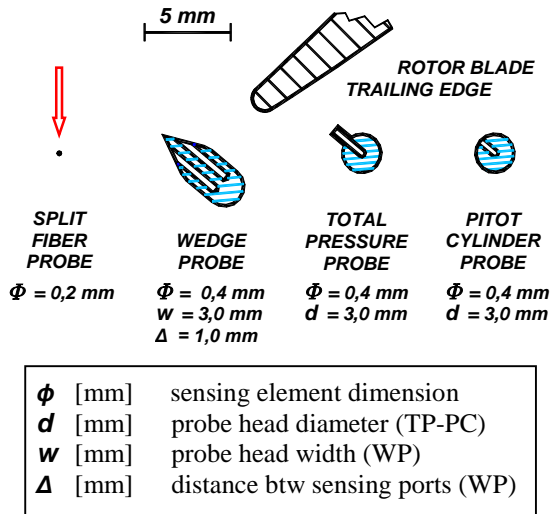 5 mm
ROTOR BLADE
TRAILING EDGE
SPLIT
FIBER
PROBE
Φ = 0,2 mm
WEDGE
PROBE
Φ = 0,4 mm
w = 3,0 mm
Δ = 1,0 mm
TOTAL
PRESSURE
PROBE
Φ = 0,4 mm
d = 3,0 mm
PITOT
CYLINDER
PROBE
Φ = 0,4 mm
d = 3,0 mm
ϕ [mm] sensing element dimension
d [mm] probe head diameter (TP-PC)
w [mm] probe head width (WP)
Δ [mm] distance btw sensing ports (WP)